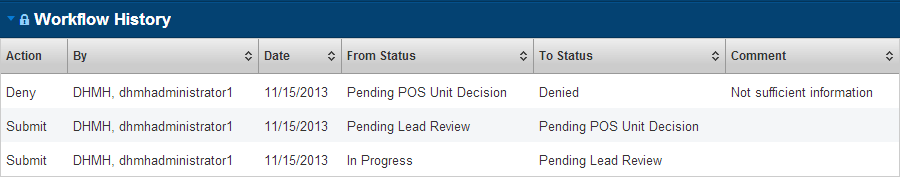 Workflow History
Action By Date From Status To Status Comment
Deny DHMH, dhmhadministrator1 11/15/2013 Pending POS Unit Decision Denied Not sufficient information
Submit DHMH, dhmhadministrator1 11/15/2013 Pending Lead Review Pending POS Unit Decision
Submit DHMH, dhmhadministrator1 11/15/2013 In Progress Pending Lead Review